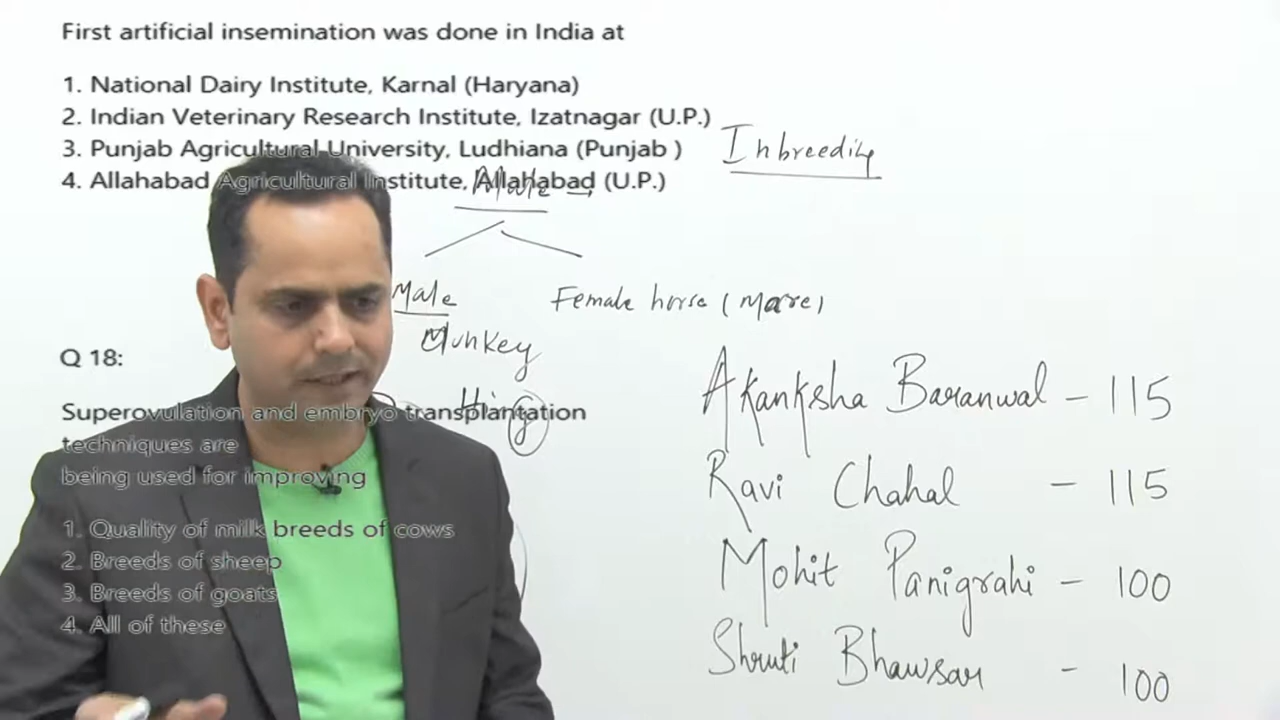 First artificial insemination was done in India at
1. National Dairy Institute, Karnal (Haryana)
2. Indian Veterinary Research Institute, Izatnagar (U.P.)
3. Punjab Agricultural University, Ludhiana (Punjab )
4. Allahabad Agricultural Institute, Allahabad (U.P.)
Inbreeding
Male
Female horse (Mare)
Q 18:
Superovulation and embryo transplantation
techniques are
being used for improving
1. Quality of milk breeds of cows
2. Breeds of sheep
3. Breeds of goats
4. All of these
Akanksha Baranwal - 115
Ravi Chahal - 115
Mohit Panigrahi - 100
Shruti Bhawsar - 100